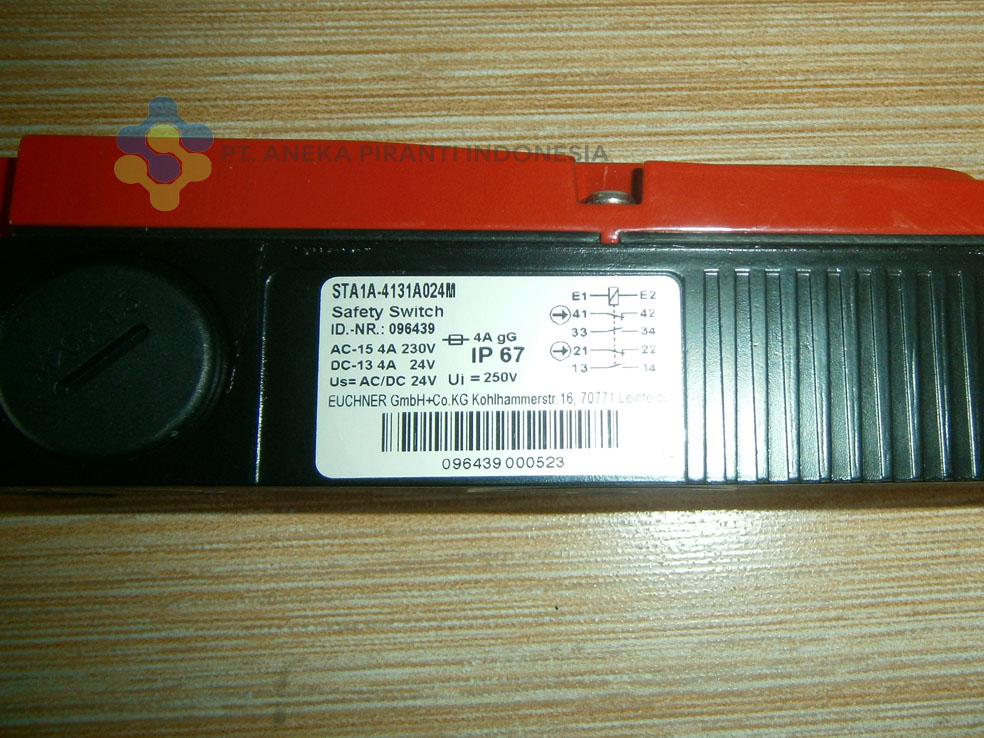 PT. ANEKA PIRANTI INDONESIA
STA1A-4131A024M
Safety Switch
ID.-NR.: 096439
AC-15 4A 230V
4A gG
DC-13 4A 24V
IP 67
Us= AC/DC 24V Ui = 250V
E1 E2
41 42
33 34
21 22
13 14
EUCHNER GmbH+Co.KG Kohlhammerstr.16, 70771
096439 000523